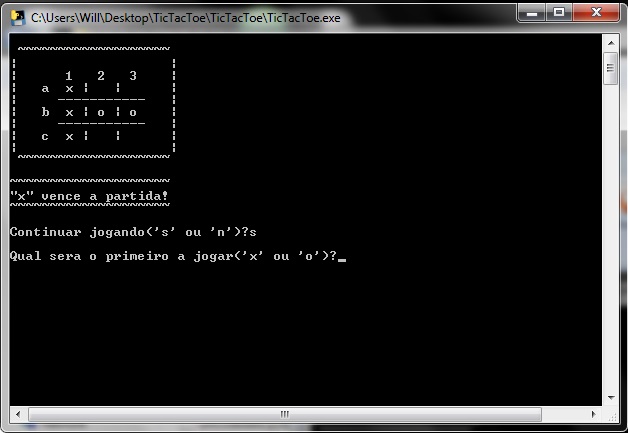 C:\Users\Will\Desktop\TicTacToe\TicTacToe\TicTacToe.exe
1 2 3
a x ¦ ¦
b x ¦ o ¦ o
c x ¦ ¦
"x" vence a partida!
Continuar jogando('s' ou 'n')?s
Qual sera o primeiro a jogar('x' ou 'o')?_